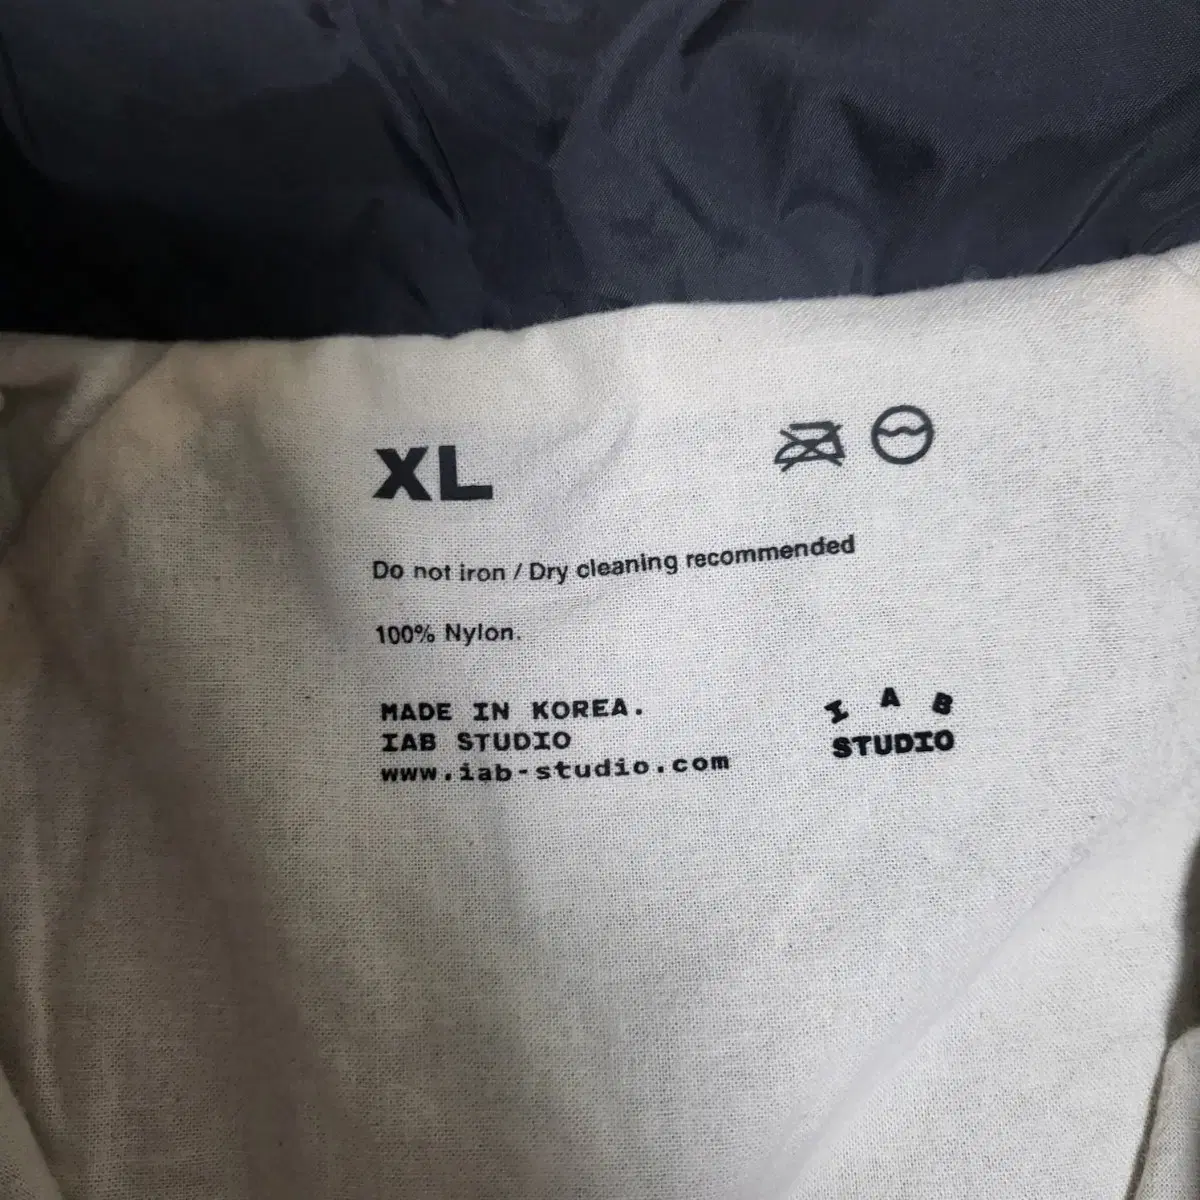 XL
Do not iron / Dry cleaning recommended
100% Nylon.
MADE IN KOREA.
IAB STUDIO
www.iab-studio.com
IAB
STUDIO